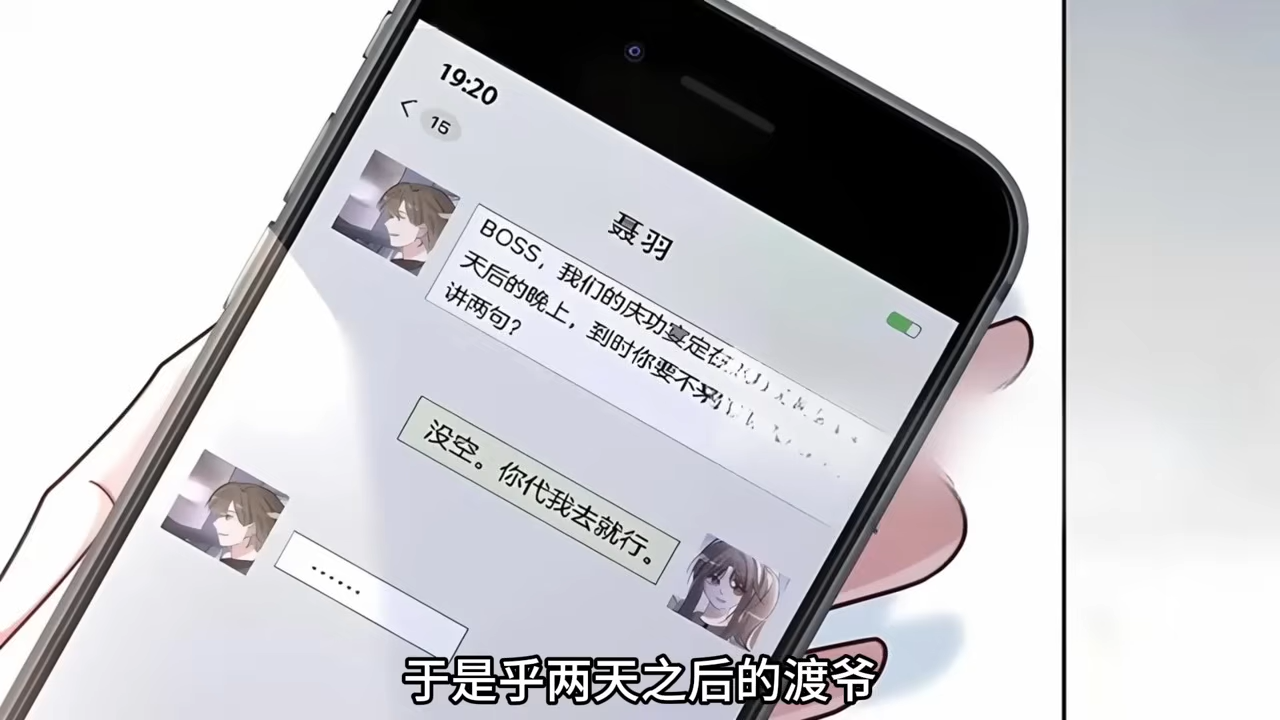 19:20
15
聂羽
BOSS，我们的庆功宴定在
天后的晚上，到时你要不来
讲两句？
没空。你代我去就行。
……
于是乎两天之后的渡爷